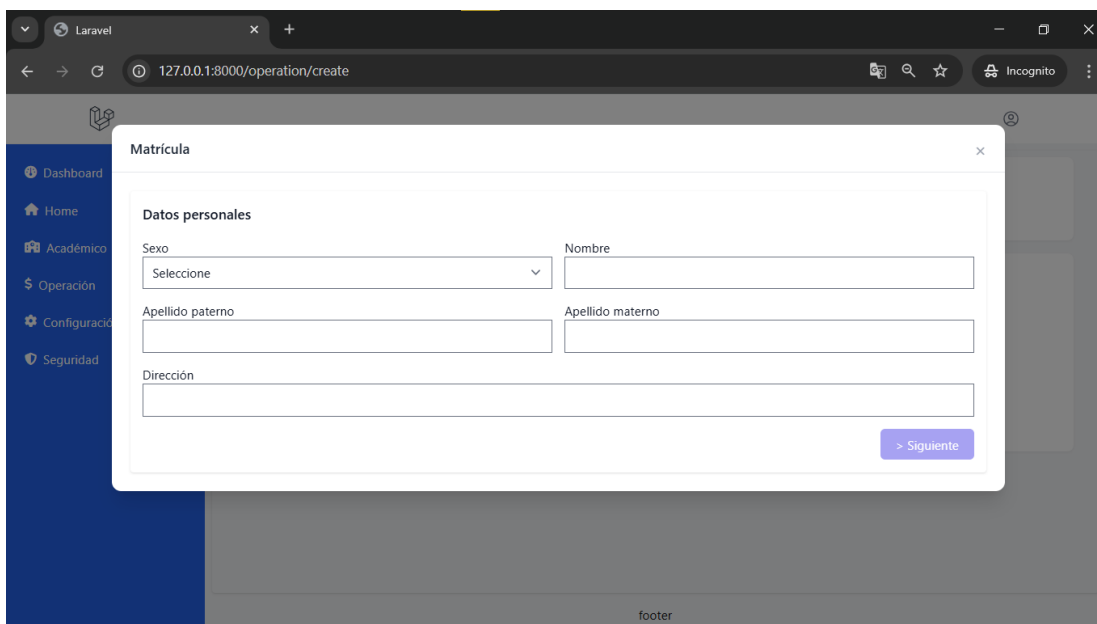 Laravel
127.0.0.1:8000/operation/create
Incognito
Matrícula
Dashboard
Home
Académico
Operación
Configuració
Seguridad
Datos personales
Sexo
Nombre
Seleccione
Apellido paterno
Apellido materno
Dirección
> Siguiente
footer